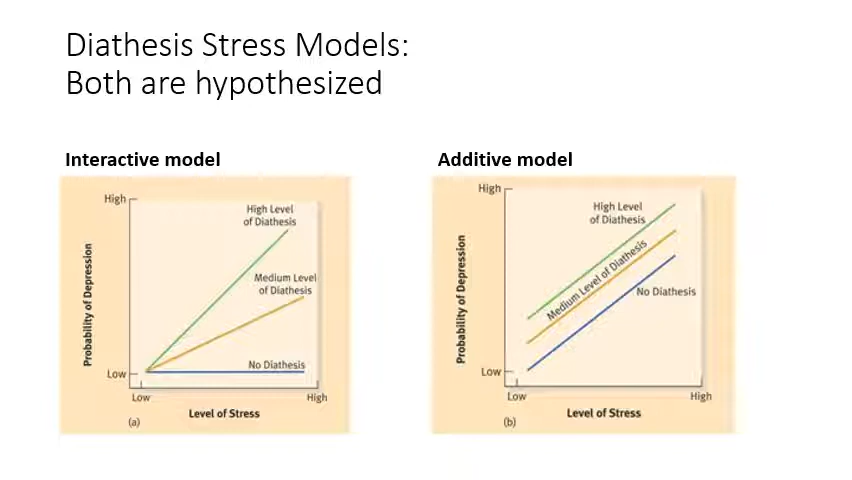 Diathesis Stress Models:
Both are hypothesized
Interactive model
High
High Level
of Diathesis
Medium Level
of Diathesis
No Diathesis
Probability of Depression
Low
Low
High
Level of Stress
(a)
Additive model
High
High Level
of Diathesis
Medium Level of Diathesis
No Diathesis
Probability of Depression
Low
Low
High
Level of Stress
(b)